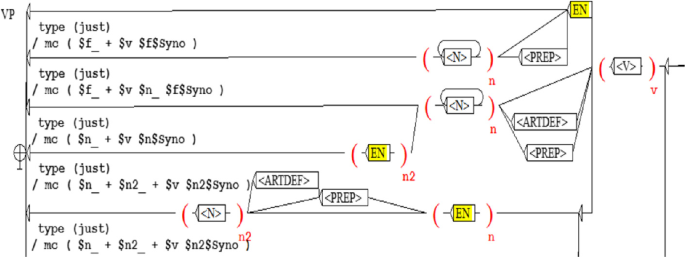 VP
EN
type (just)
/ mc ( $f_ + $v $f$Syno )
( <N> ) n <PREP>
( <V> ) v
type (just)
/ mc ( $f_ + $v $n_ $f$Syno )
( <N> ) n
<ARTDEF>
type (just)
/ mc ( $n_ + $v $n$Syno )
( EN ) n2
<PREP>
type (just)
/ mc ( $n_ + $n2_ + $v $n2$Syno )
<ARTDEF>
<PREP>
( <N> ) n2
( EN ) n
type (just)
/ mc ( $n_ + $n2_ + $v $n2$Syno )